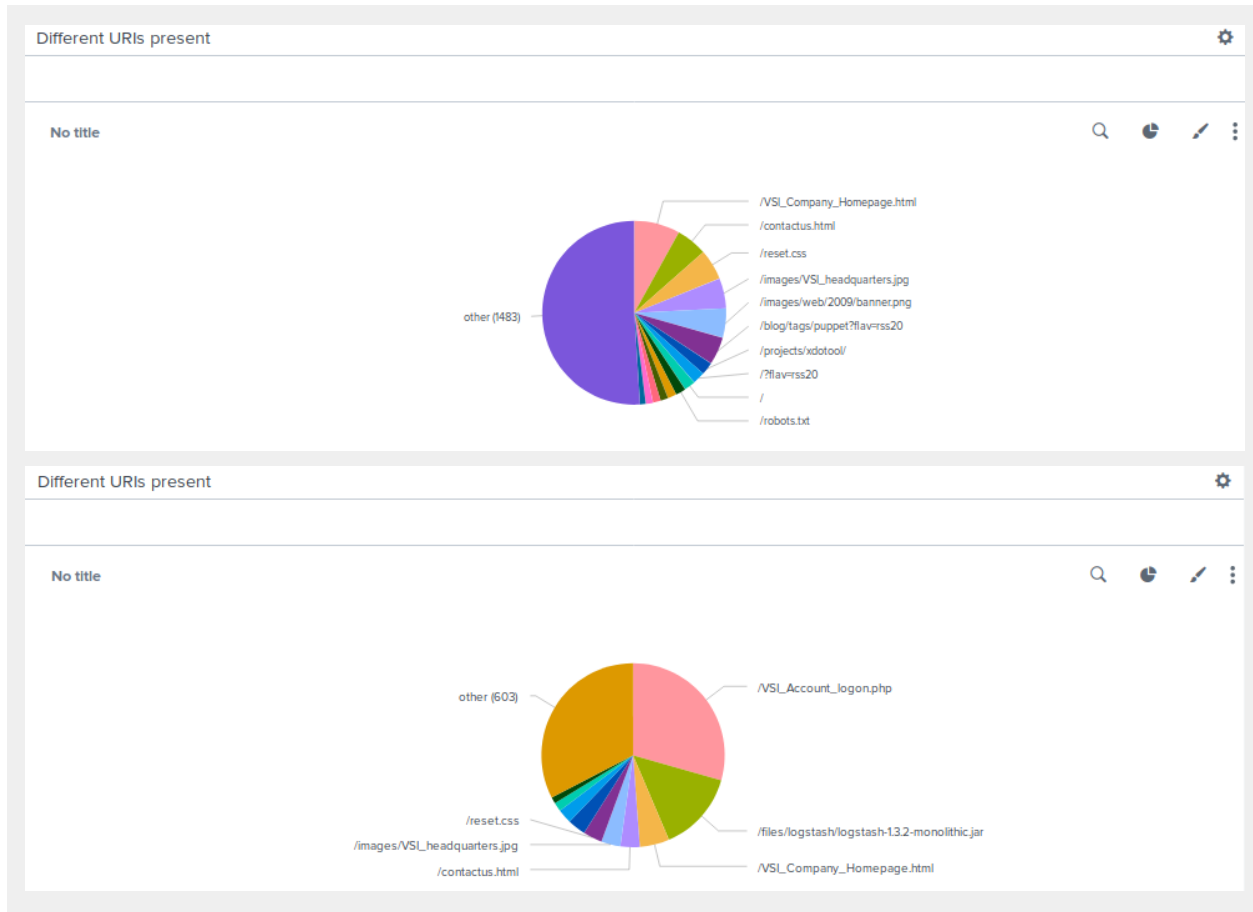 Different URIs present
No title
/VSI_Company_Homepage.html
/contactus.html
/reset.css
/images/VSI_headquarters.jpg
/images/web/2009/banner.png
other (1483)
/blog/tags/puppet?flav=rss20
/projects/xdotool/
/?flav=rss20
/
/robots.txt
Different URIs present
No title
/VSI_Account_logon.php
other (603)
/reset.css
/files/logstash/logstash-1.3.2-monolithic.jar
/images/VSI_headquarters.jpg
/VSI_Company_Homepage.html
/contactus.html